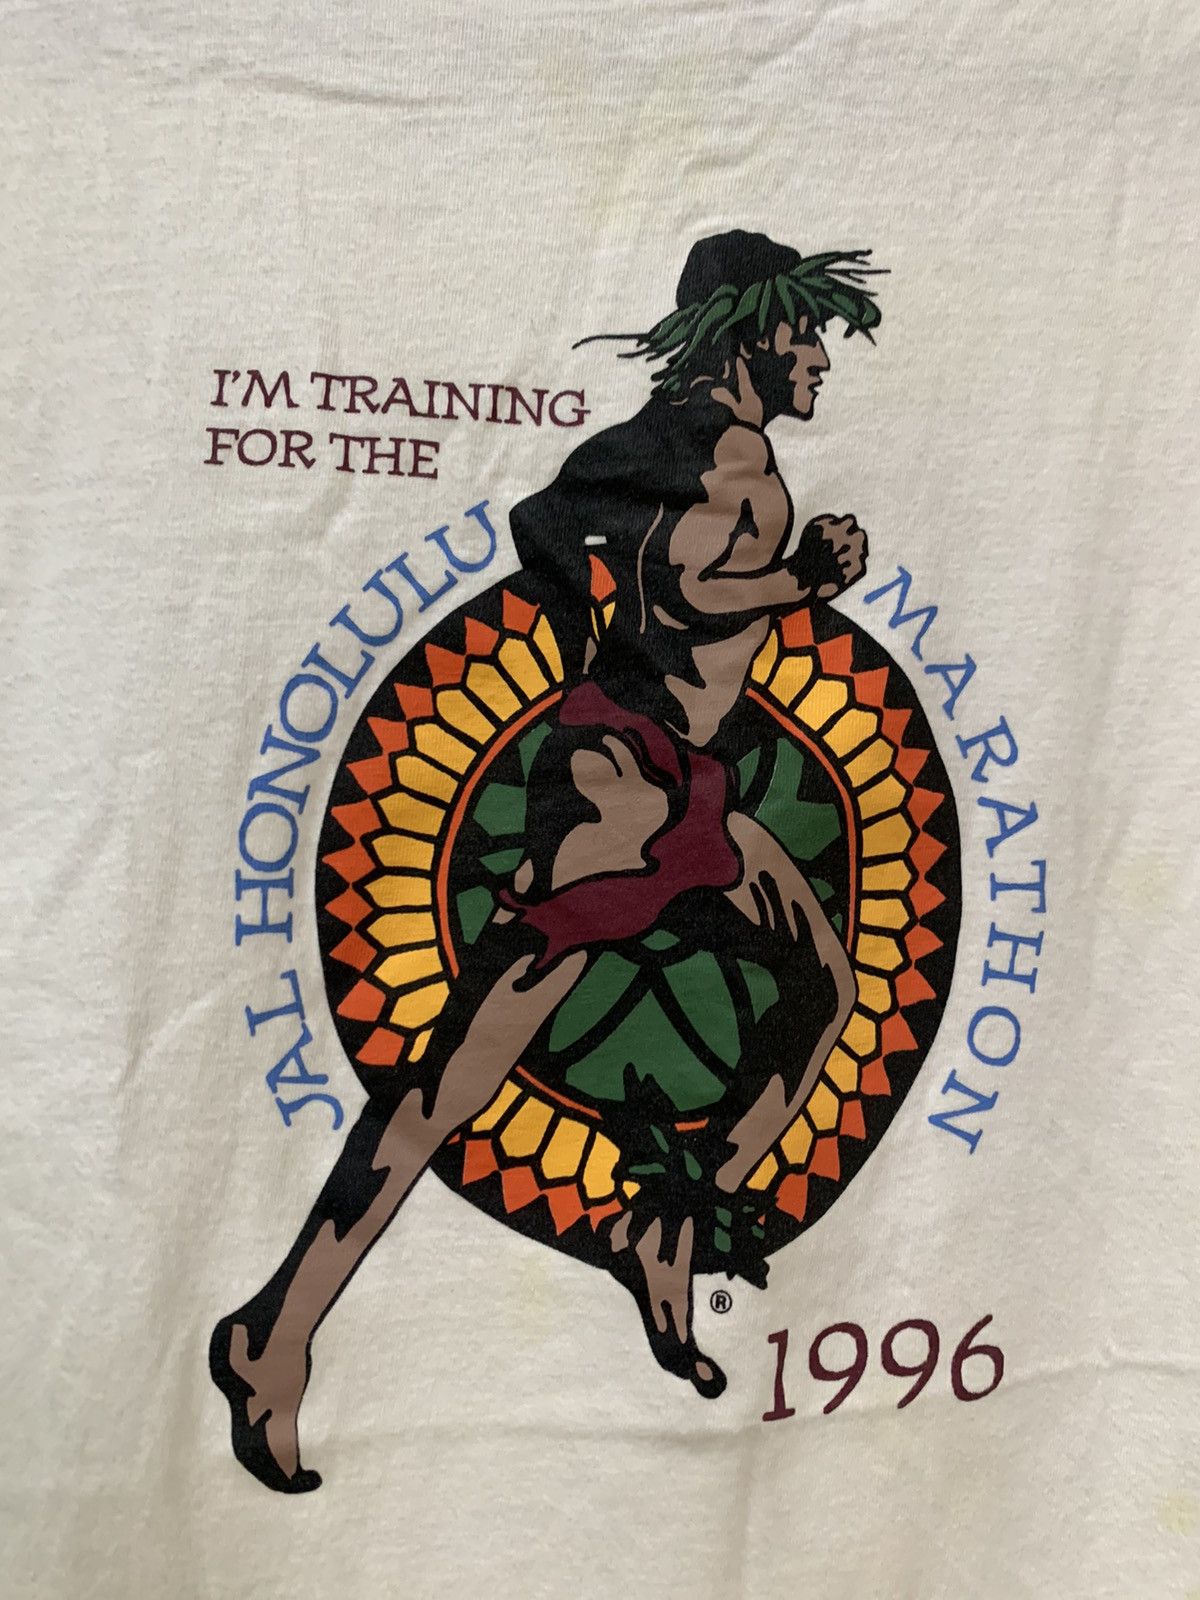 I'M TRAINING
FOR THE
JAL HONOLULU MARATHON
®
1996